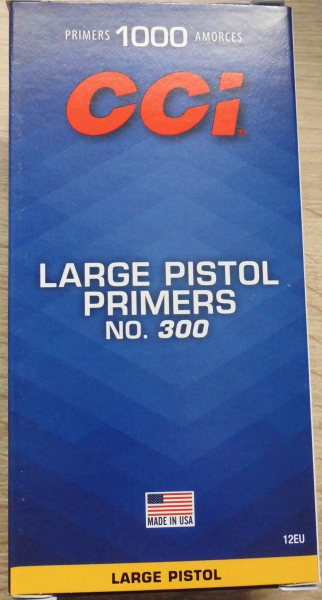 PRIMERS 1000 AMORCES
CCi®
LARGE PISTOL
PRIMERS
NO. 300
MADE IN USA
12EU
LARGE PISTOL